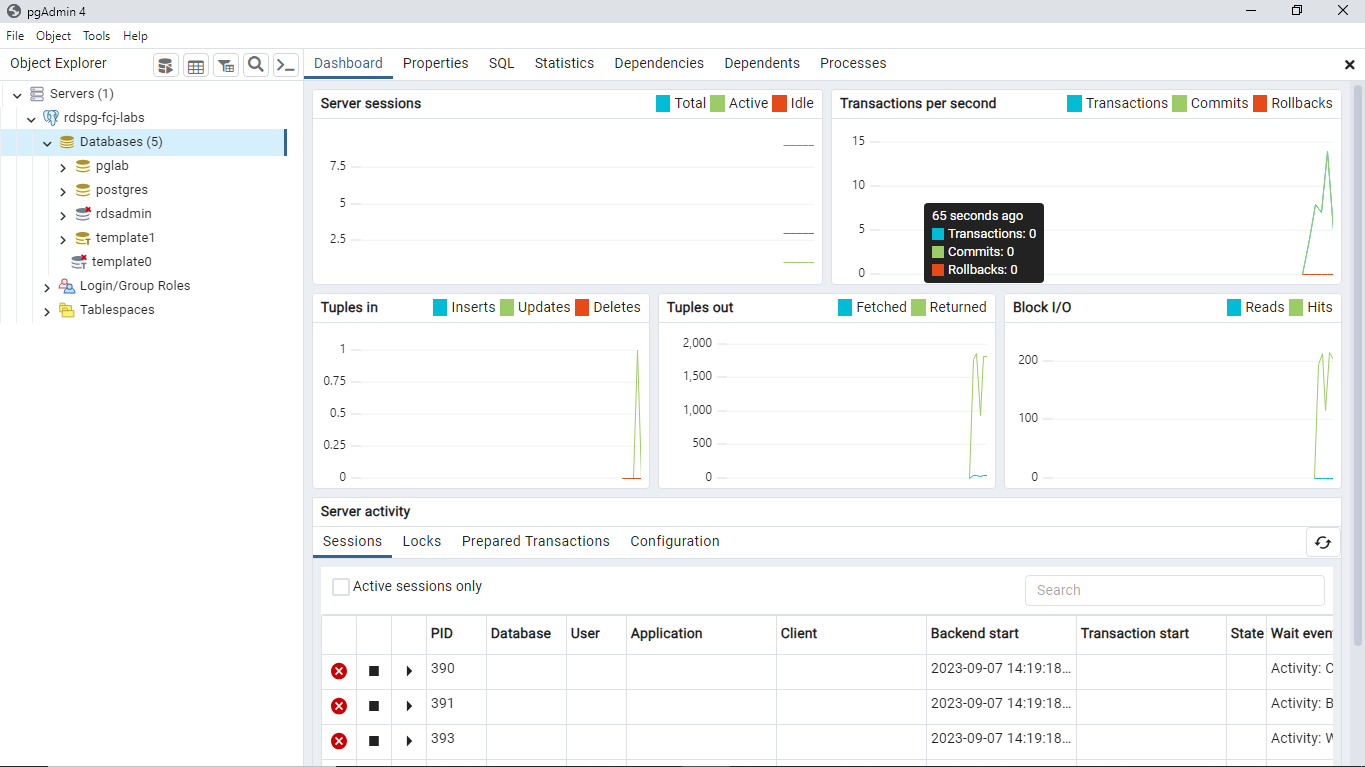 pgAdmin 4
File Object Tools Help
Object Explorer
Dashboard Properties SQL Statistics Dependencies Dependents Processes
Servers (1)
rdspg-fcj-labs
Databases (5)
pglab
postgres
rdsadmin
template1
template0
Login/Group Roles
Tablespaces
Server sessions Total Active Idle
7.5
5
2.5
Transactions per second Transactions Commits Rollbacks
15
10
5
0
65 seconds ago
Transactions: 0
Commits: 0
Rollbacks: 0
Tuples in Inserts Updates Deletes
1
0.75
0.5
0.25
0
Tuples out Fetched Returned
2,000
1,500
1,000
500
0
Block I/O Reads Hits
200
100
0
Server activity
Sessions Locks Prepared Transactions Configuration
Active sessions only
Search
PID Database User Application Client Backend start Transaction start State Wait even
390 2023-09-07 14:19:18... Activity: C
391 2023-09-07 14:19:18... Activity: B
393 2023-09-07 14:19:18... Activity: W